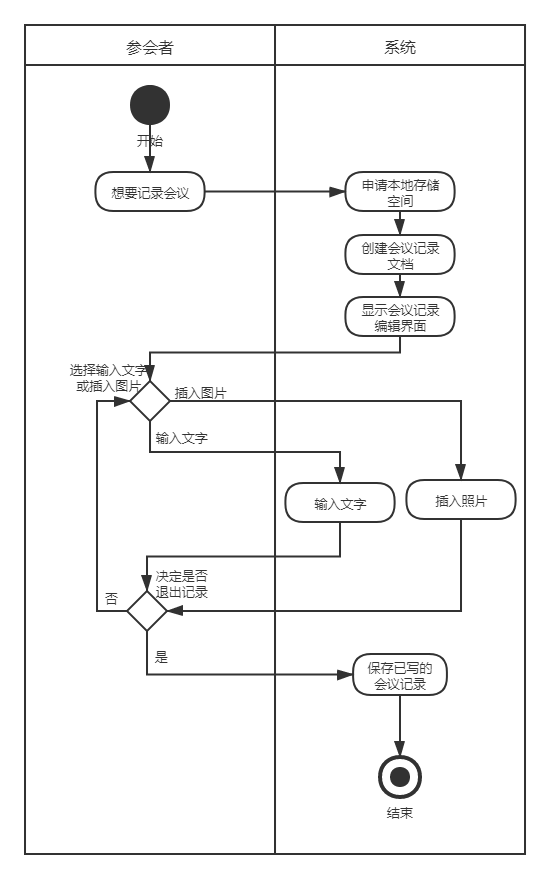 参会者
系统
开始
想要记录会议
申请本地存储
空间
创建会议记录
文档
显示会议记录
编辑界面
选择输入文字
或插入图片
插入图片
输入文字
输入文字
插入照片
决定是否
退出记录
否
是
保存已写的
会议记录
结束